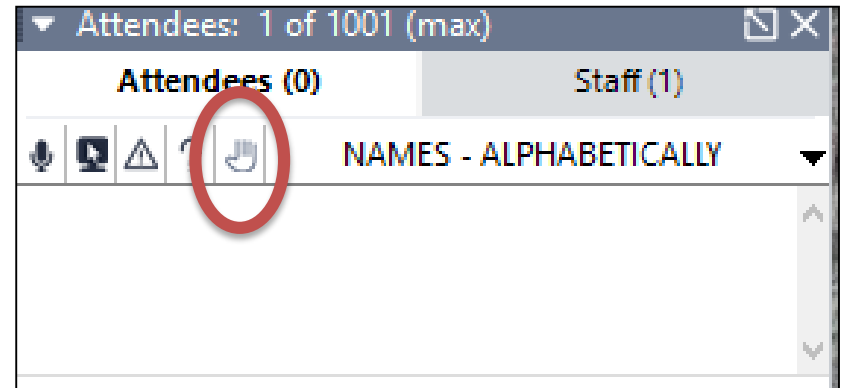 Attendees: 1 of 1001 (max)
Attendees (0) Staff (1)
? NAMES - ALPHABETICALLY